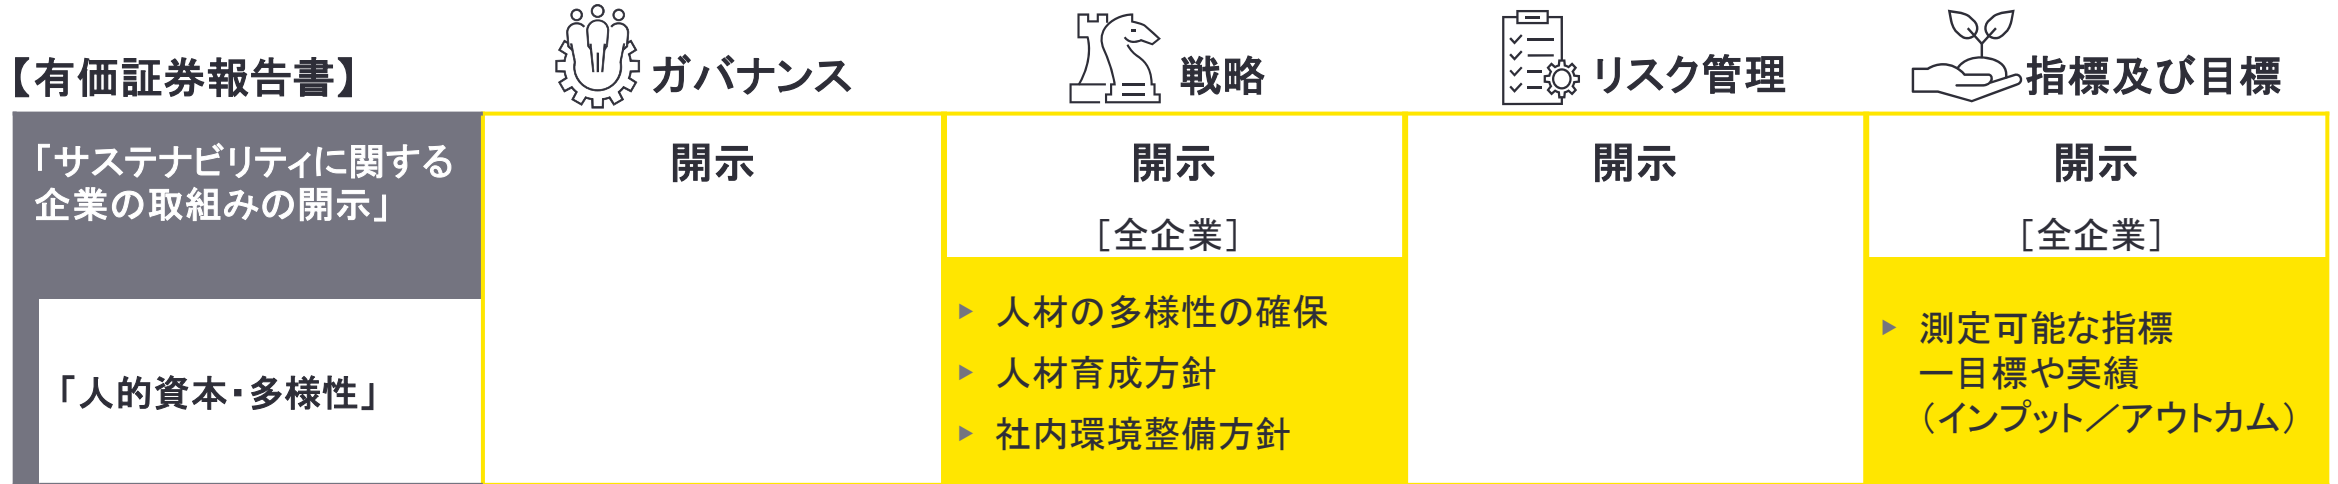 【有価証券報告書】
ガバナンス
戦略
リスク管理
指標及び目標
「サステナビリティに関する
企業の取組みの開示」
開示
開示
[全企業]
開示
開示
[全企業]
「人的資本・多様性」
▶ 人材の多様性の確保
▶ 人材育成方針
▶ 社内環境整備方針
▶ 測定可能な指標
―目標や実績
（インプット／アウトカム）